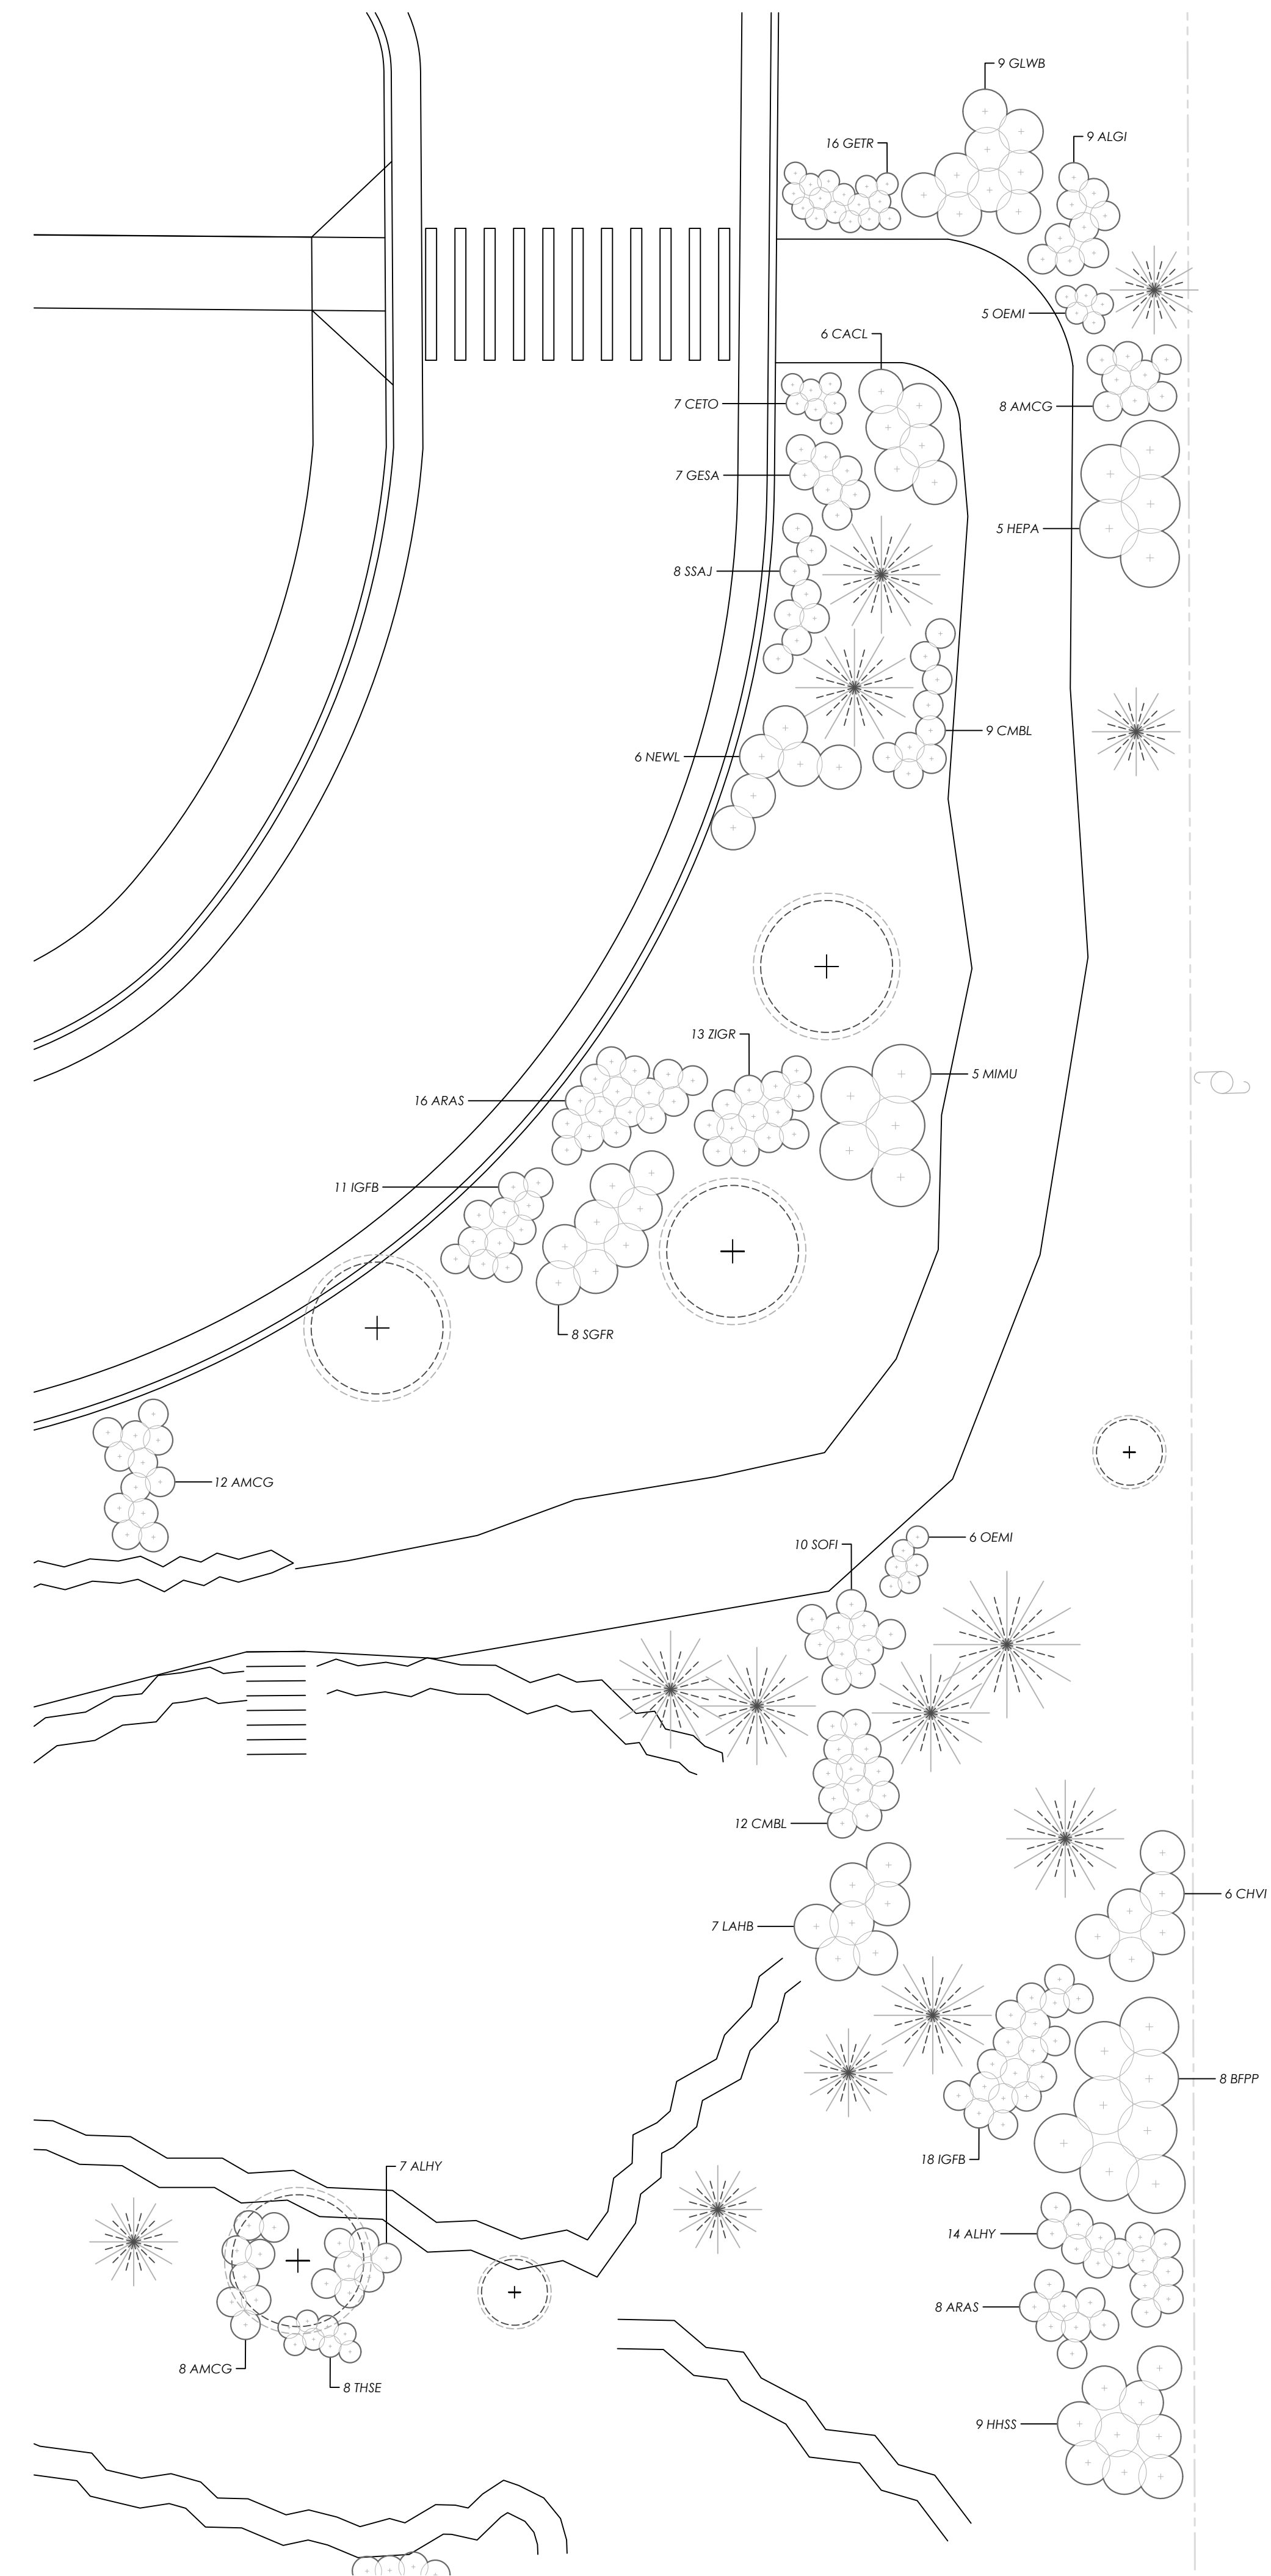 9 GLWB
9 ALGI
16 GETR
5 OEMI
6 CACL
7 CETO
8 AMCG
7 GESA
5 HEPA
8 SSAJ
9 CMBL
6 NEWL
13 ZIGR
5 MIMU
16 ARAS
11 IGFB
8 SGFR
12 AMCG
6 OEMI
10 SOFI
12 CMBL
6 CHVI
7 LAHB
8 BFPP
18 IGFB
7 ALHY
14 ALHY
8 ARAS
8 AMCG
8 THSE
9 HHSS